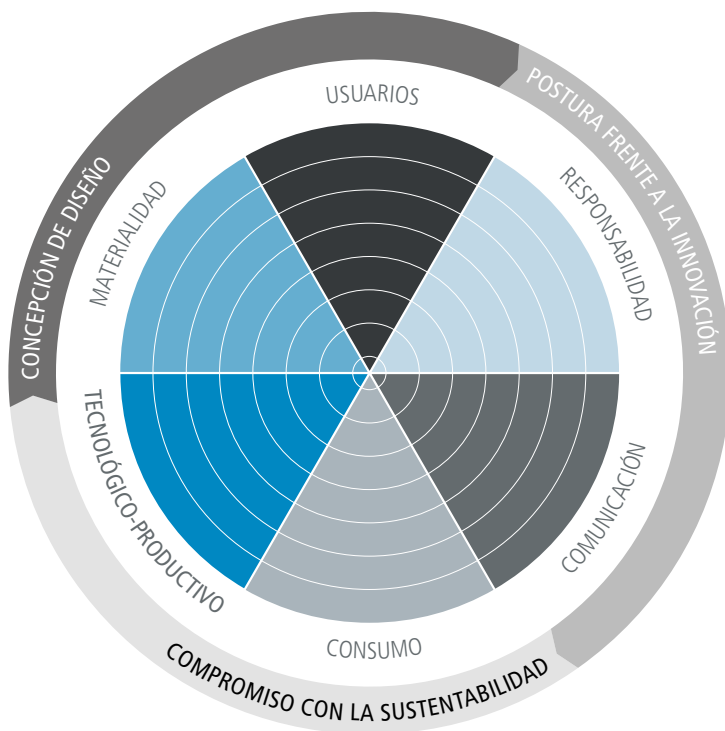 USUARIOS
POSTURA FRENTE A LA INNOVACIÓN
CONCEPCIÓN DE DISEÑO
MATERIALIDAD
RESPONSABILIDAD
TECNOLÓGICO-PRODUCTIVO
COMUNICACIÓN
CONSUMO
COMPROMISO CON LA SUSTENTABILIDAD